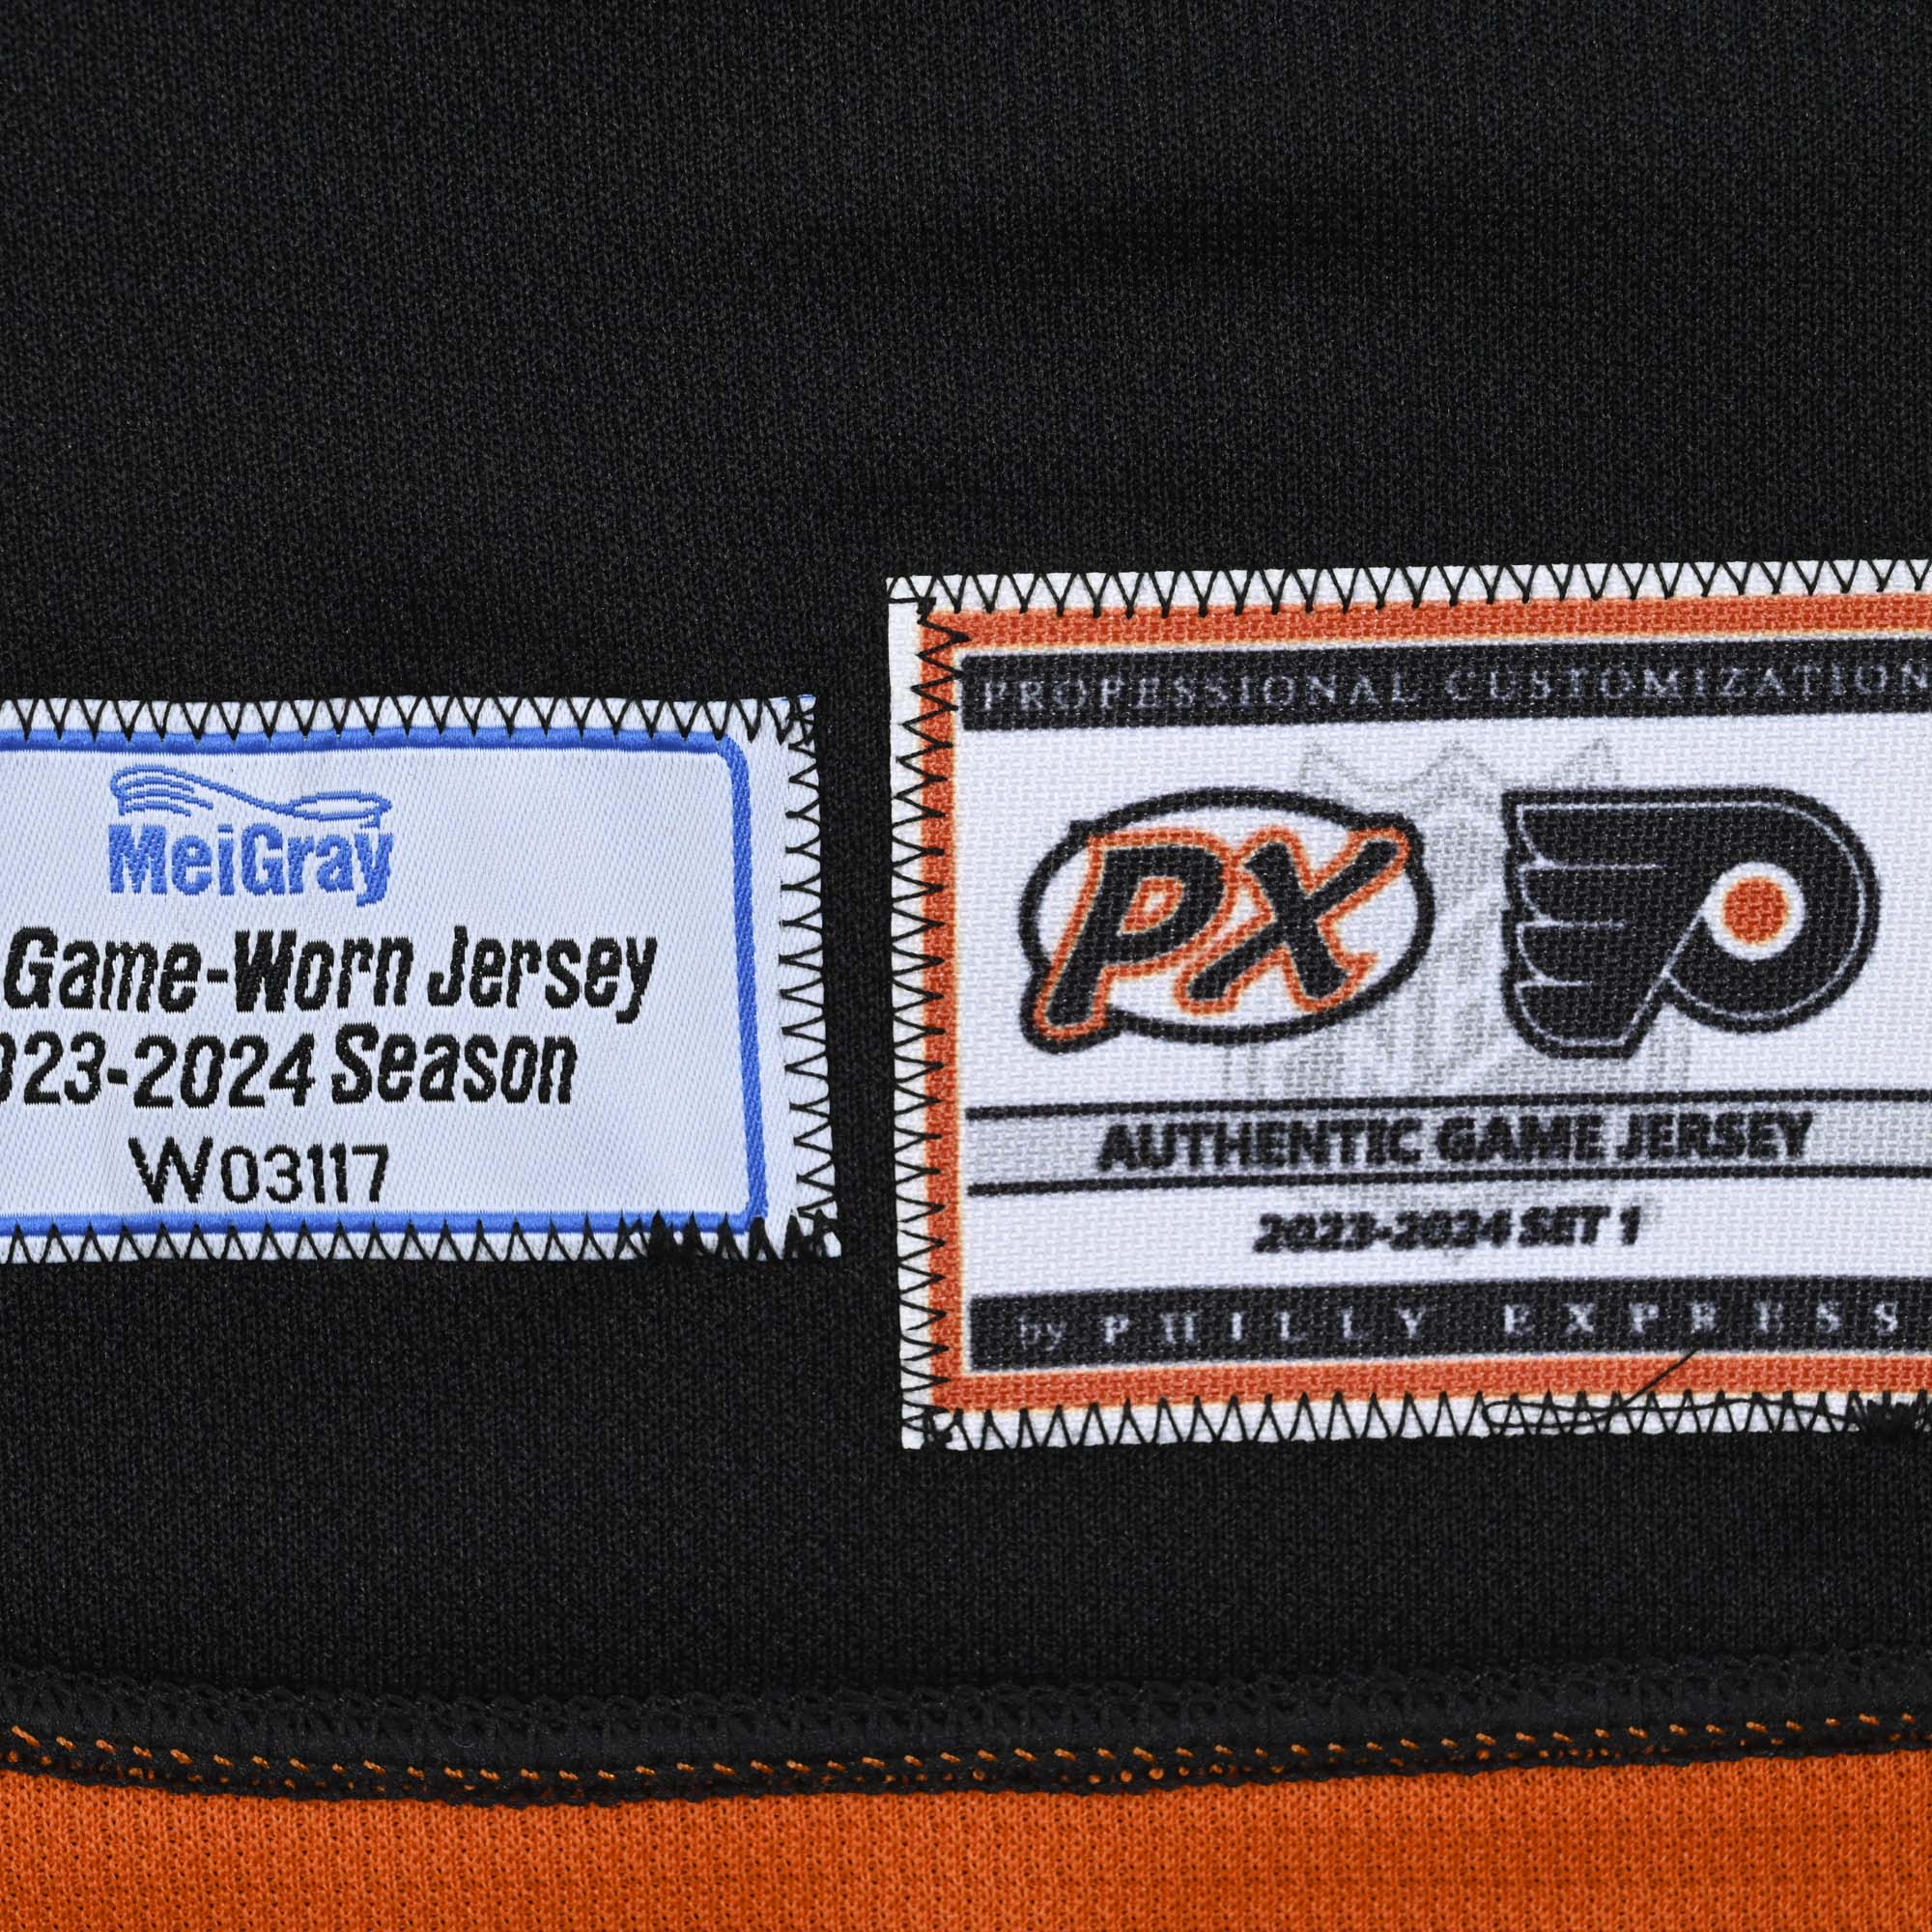 MeiGray
Game-Worn Jersey
023-2024 Season
W03117
PROFESSIONAL CUSTOMIZATION
PX
AUTHENTIC GAME JERSEY
2023-2024 SET 1
by PHILLY EXPRESS